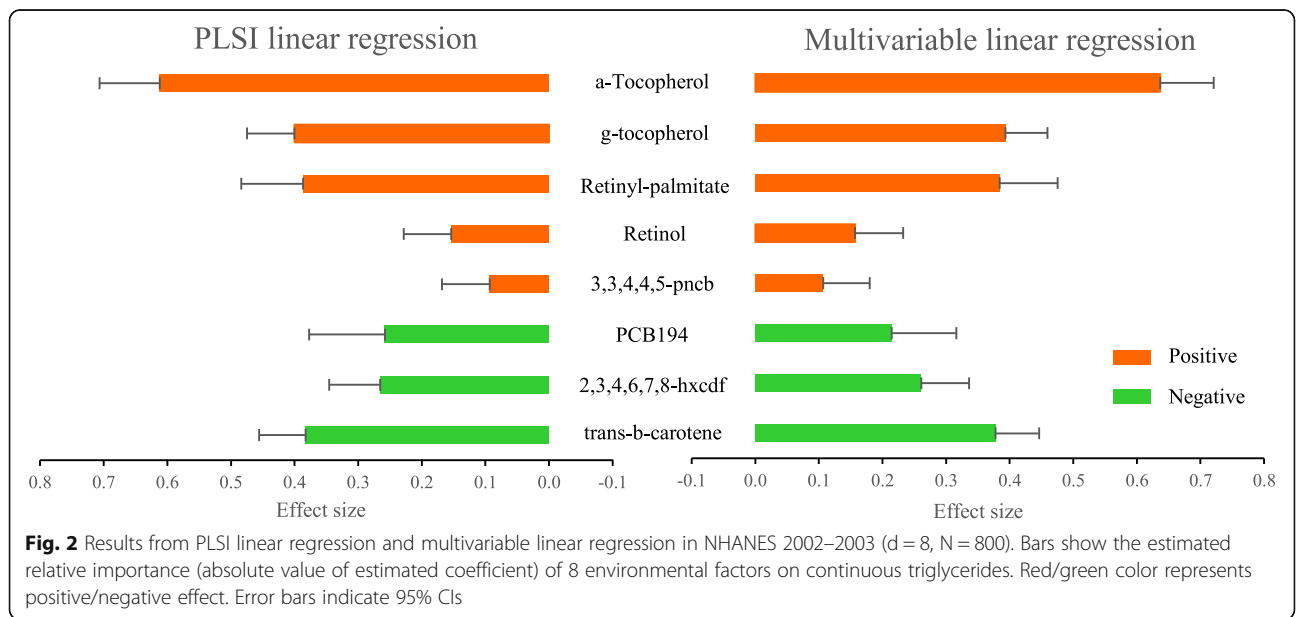 PLSI linear regression
Multivariable linear regression
a-Tocopherol
g-tocopherol
Retinyl-palmitate
Retinol
3,3,4,4,5-pncb
PCB194
2,3,4,6,7,8-hxcdf
trans-b-carotene
Positive
Negative
0.8 0.7 0.6 0.5 0.4 0.3 0.2 0.1 0.0 -0.1
Effect size
-0.1 0.0 0.1 0.2 0.3 0.4 0.5 0.6 0.7 0.8
Effect size
Fig. 2 Results from PLSI linear regression and multivariable linear regression in NHANES 2002–2003 (d = 8, N = 800). Bars show the estimated
relative importance (absolute value of estimated coefficient) of 8 environmental factors on continuous triglycerides. Red/green color represents
positive/negative effect. Error bars indicate 95% CIs